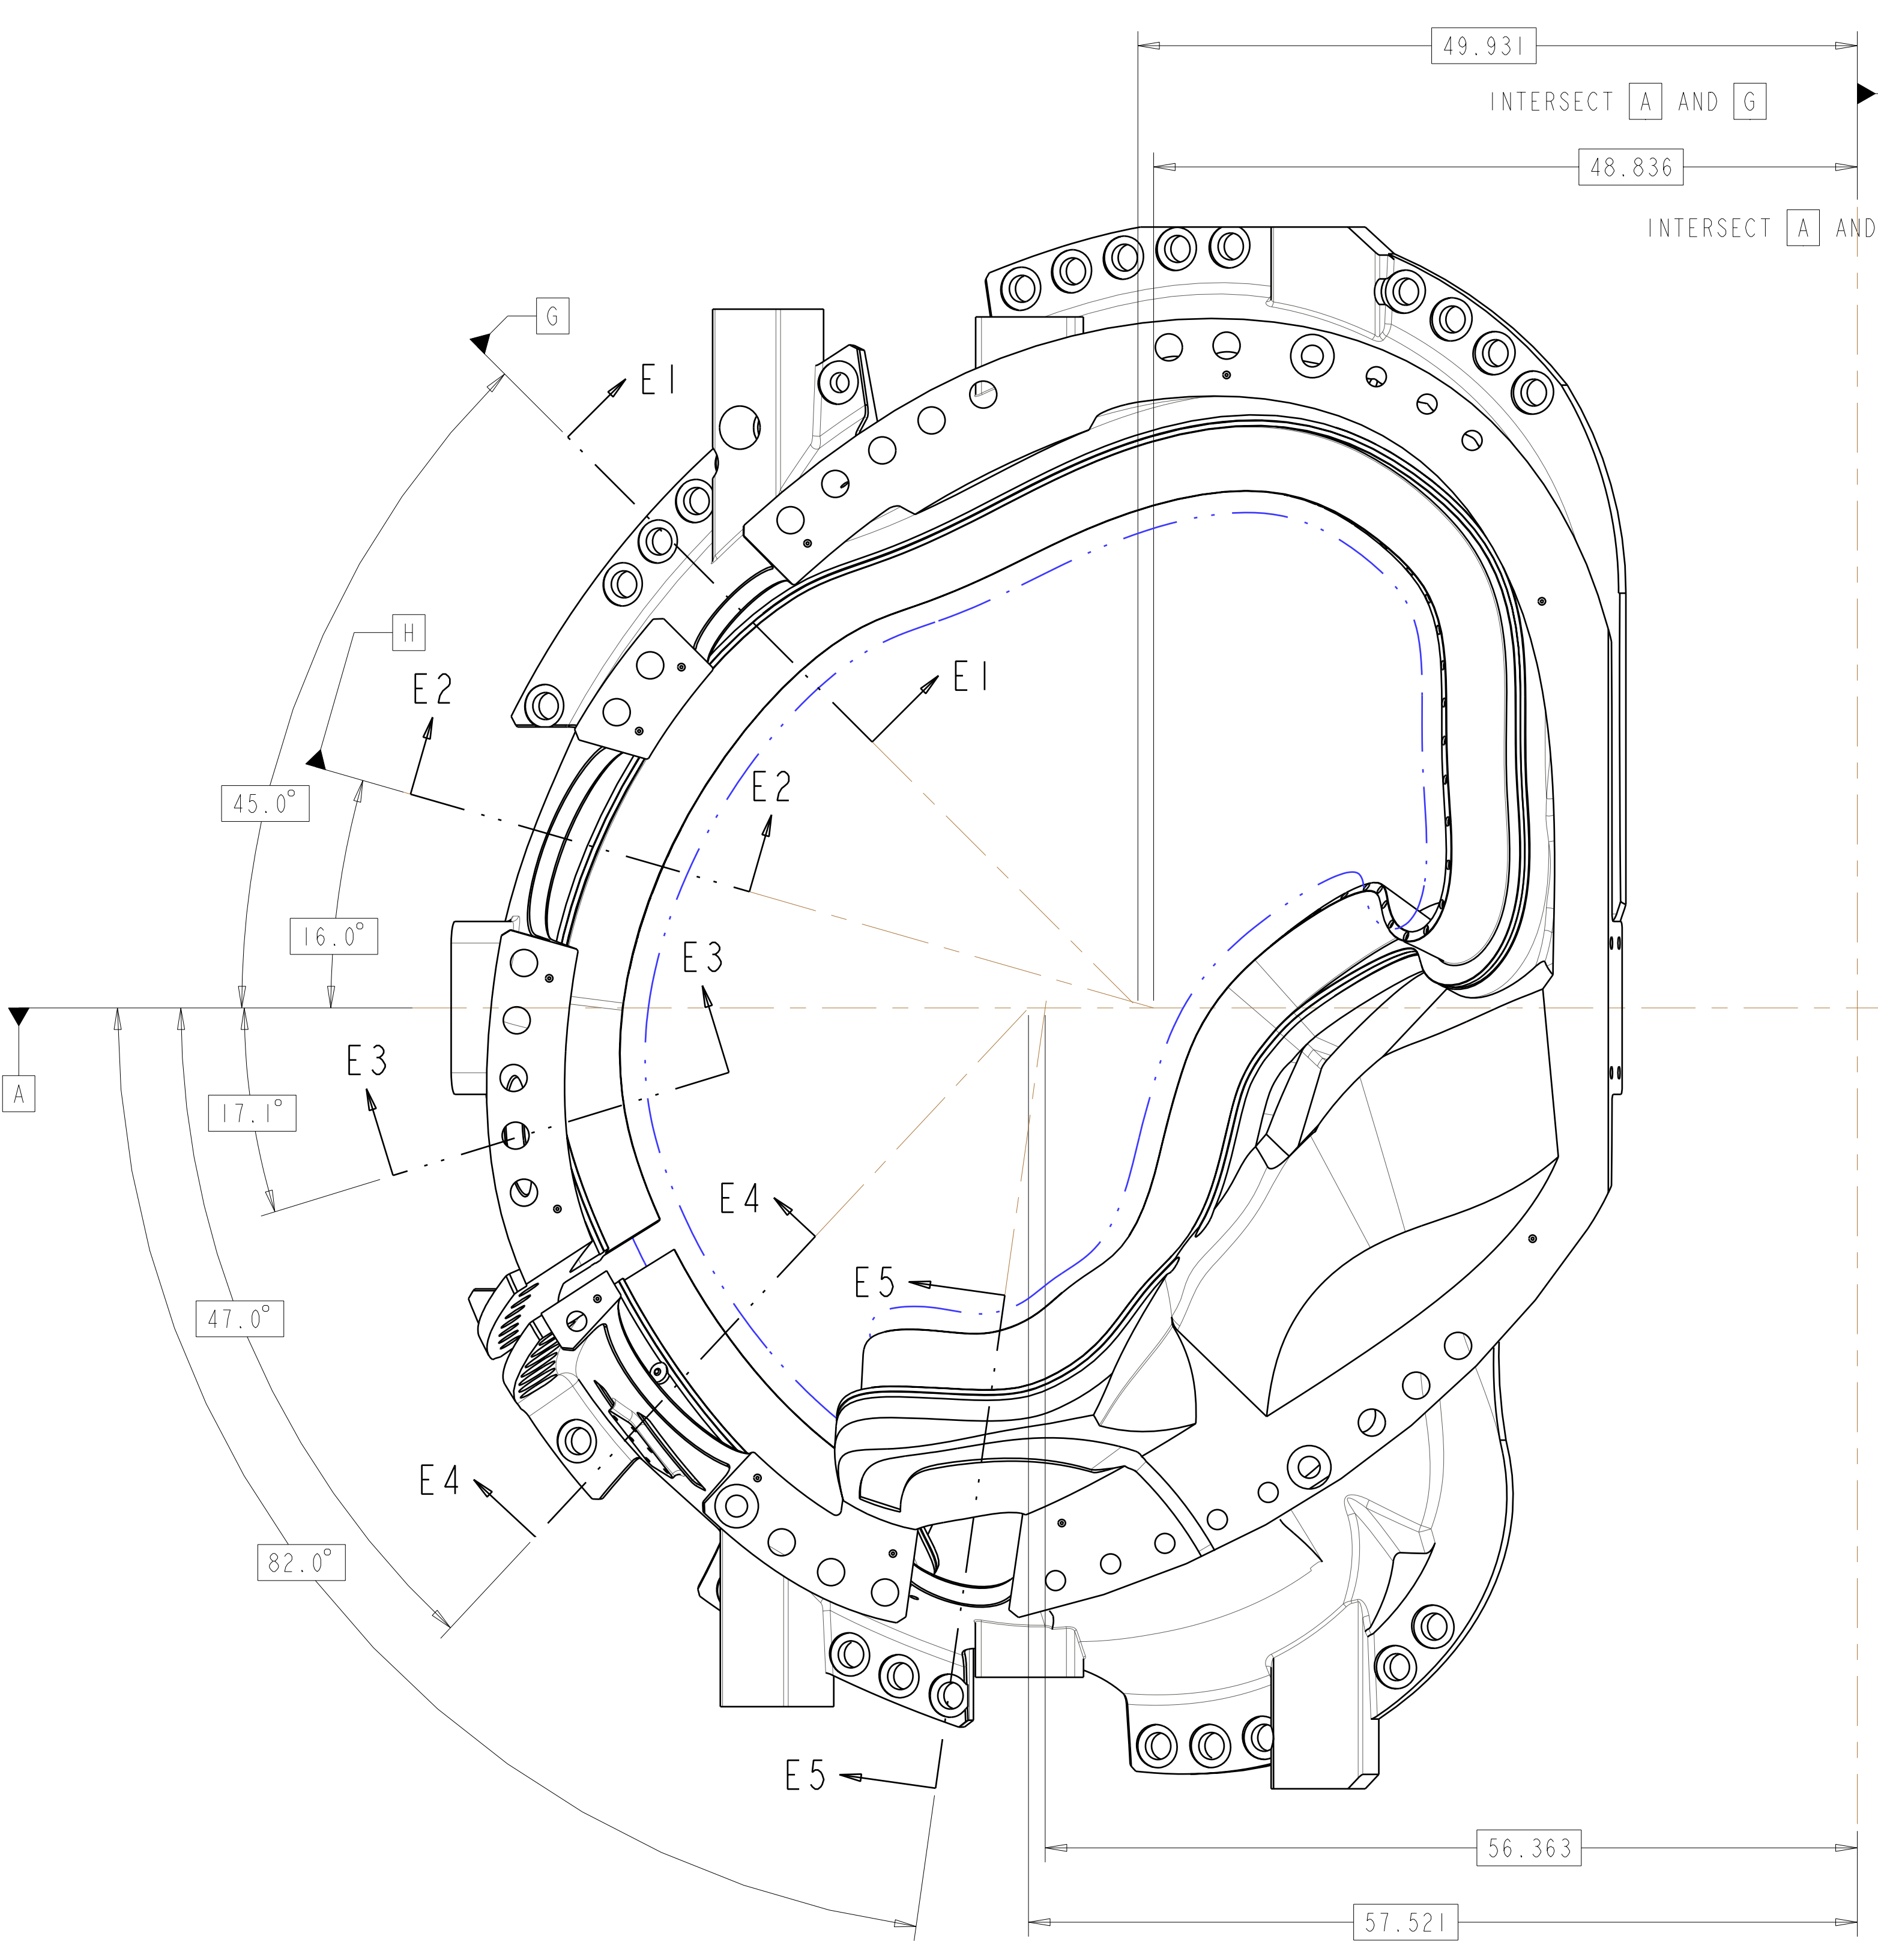 49.931
INTERSECT A AND G
48.836
INTERSECT A AND
G
E1
H
E2
E1
E2
45.0°
16.0°
E3
E3
A
17.1°
E4
E5
47.0°
E4
82.0°
E5
56.363
57.521